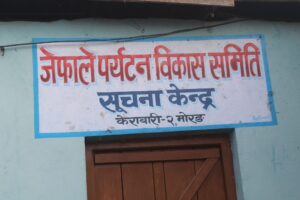 जेफाले पर्यटन विकास समिति
सूचना केन्द्र
केराबारी-२ मोरङ